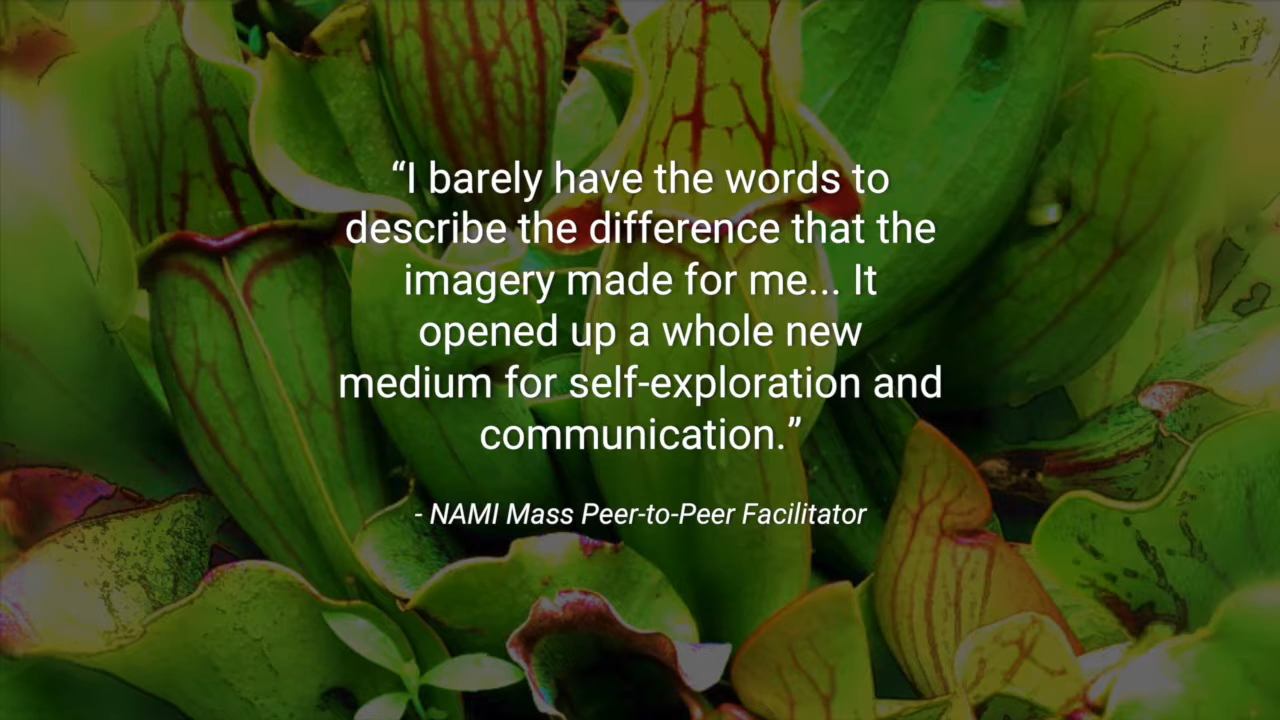 “I barely have the words to
describe the difference that the
imagery made for me... It
opened up a whole new
medium for self-exploration and
communication.”
- NAMI Mass Peer-to-Peer Facilitator